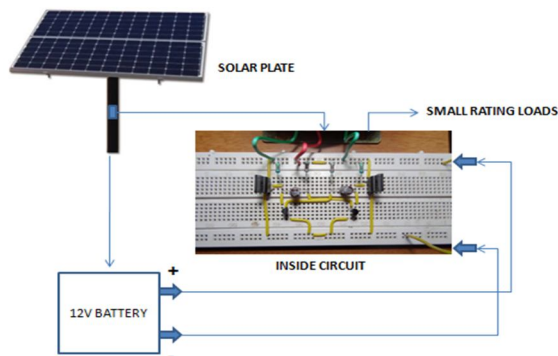 SOLAR PLATE
SMALL RATING LOADS
INSIDE CIRCUIT
+
12V BATTERY
-